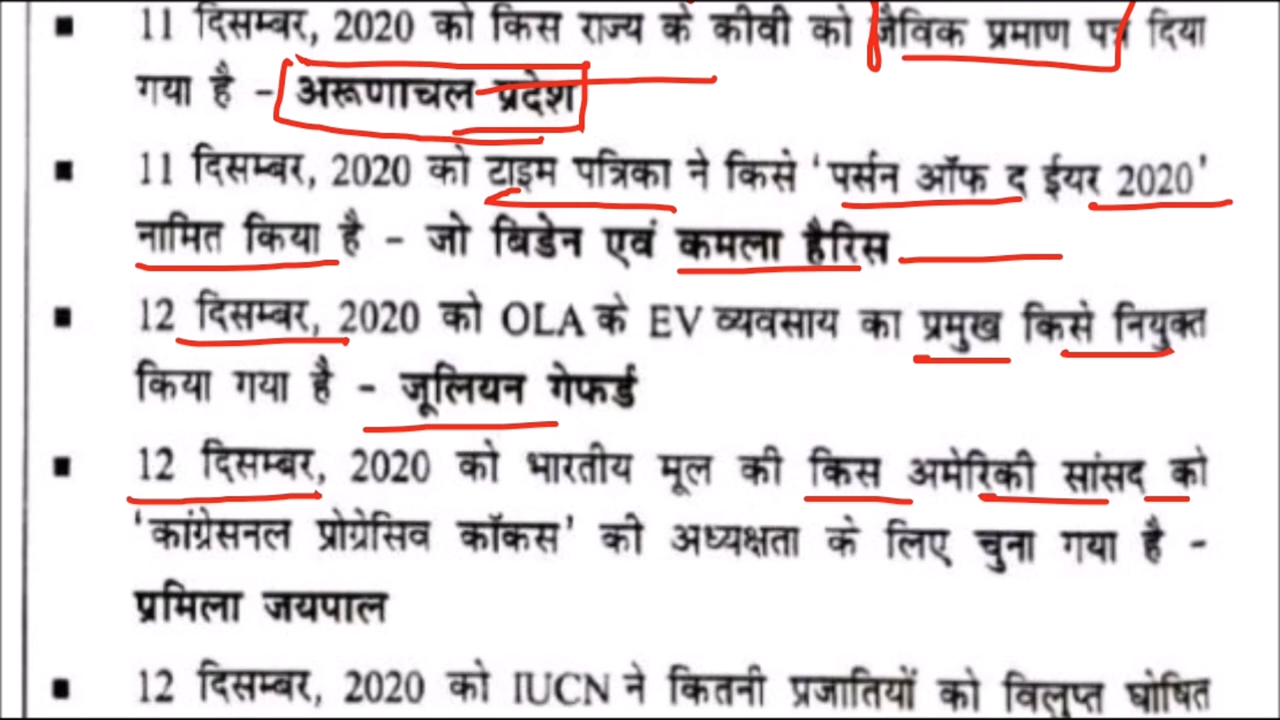 ▪ 11 दिसम्बर, 2020 को किस राज्य के कीवी को जैविक प्रमाण पत्र दिया
गया है – अरूणाचल प्रदेश
▪ 11 दिसम्बर, 2020 को टाइम पत्रिका ने किसे ‘पर्सन ऑफ द ईयर 2020’
नामित किया है – जो बिडेन एवं कमला हैरिस
▪ 12 दिसम्बर, 2020 को OLA के EV व्यवसाय का प्रमुख किसे नियुक्त
किया गया है – जूलियन गेफर्ड
▪ 12 दिसम्बर, 2020 को भारतीय मूल की किस अमेरिकी सांसद को
‘कांग्रेसनल प्रोग्रेसिव कॉकस’ की अध्यक्षता के लिए चुना गया है –
प्रमिला जयपाल
▪ 12 दिसम्बर, 2020 को IUCN ने कितनी प्रजातियों को विलुप्त घोषित